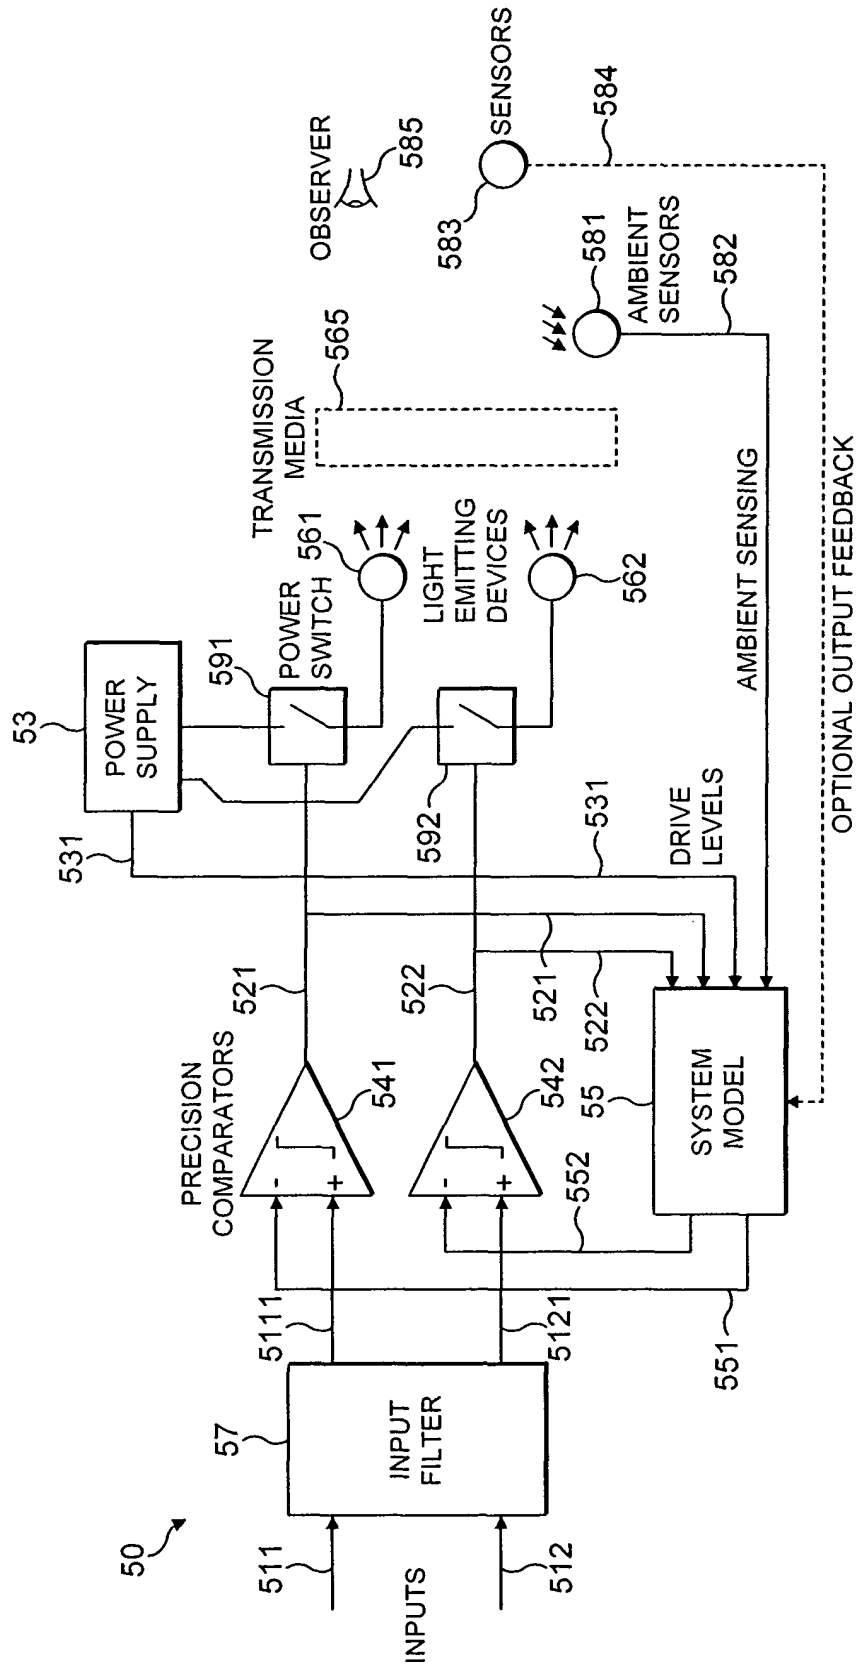 50
INPUTS
511
512
57
INPUT
FILTER
5111
5121
PRECISION
COMPARATORS
-
+
541
-
+
542
521
522
551
552
55
SYSTEM
MODEL
522
521
531
DRIVE
LEVELS
531
53
POWER
SUPPLY
591
POWER
SWITCH
592
561
LIGHT
EMITTING
DEVICES
562
TRANSMISSION
MEDIA
565
OBSERVER
585
583
SENSORS
584
581
AMBIENT
SENSORS
582
AMBIENT SENSING
OPTIONAL OUTPUT FEEDBACK